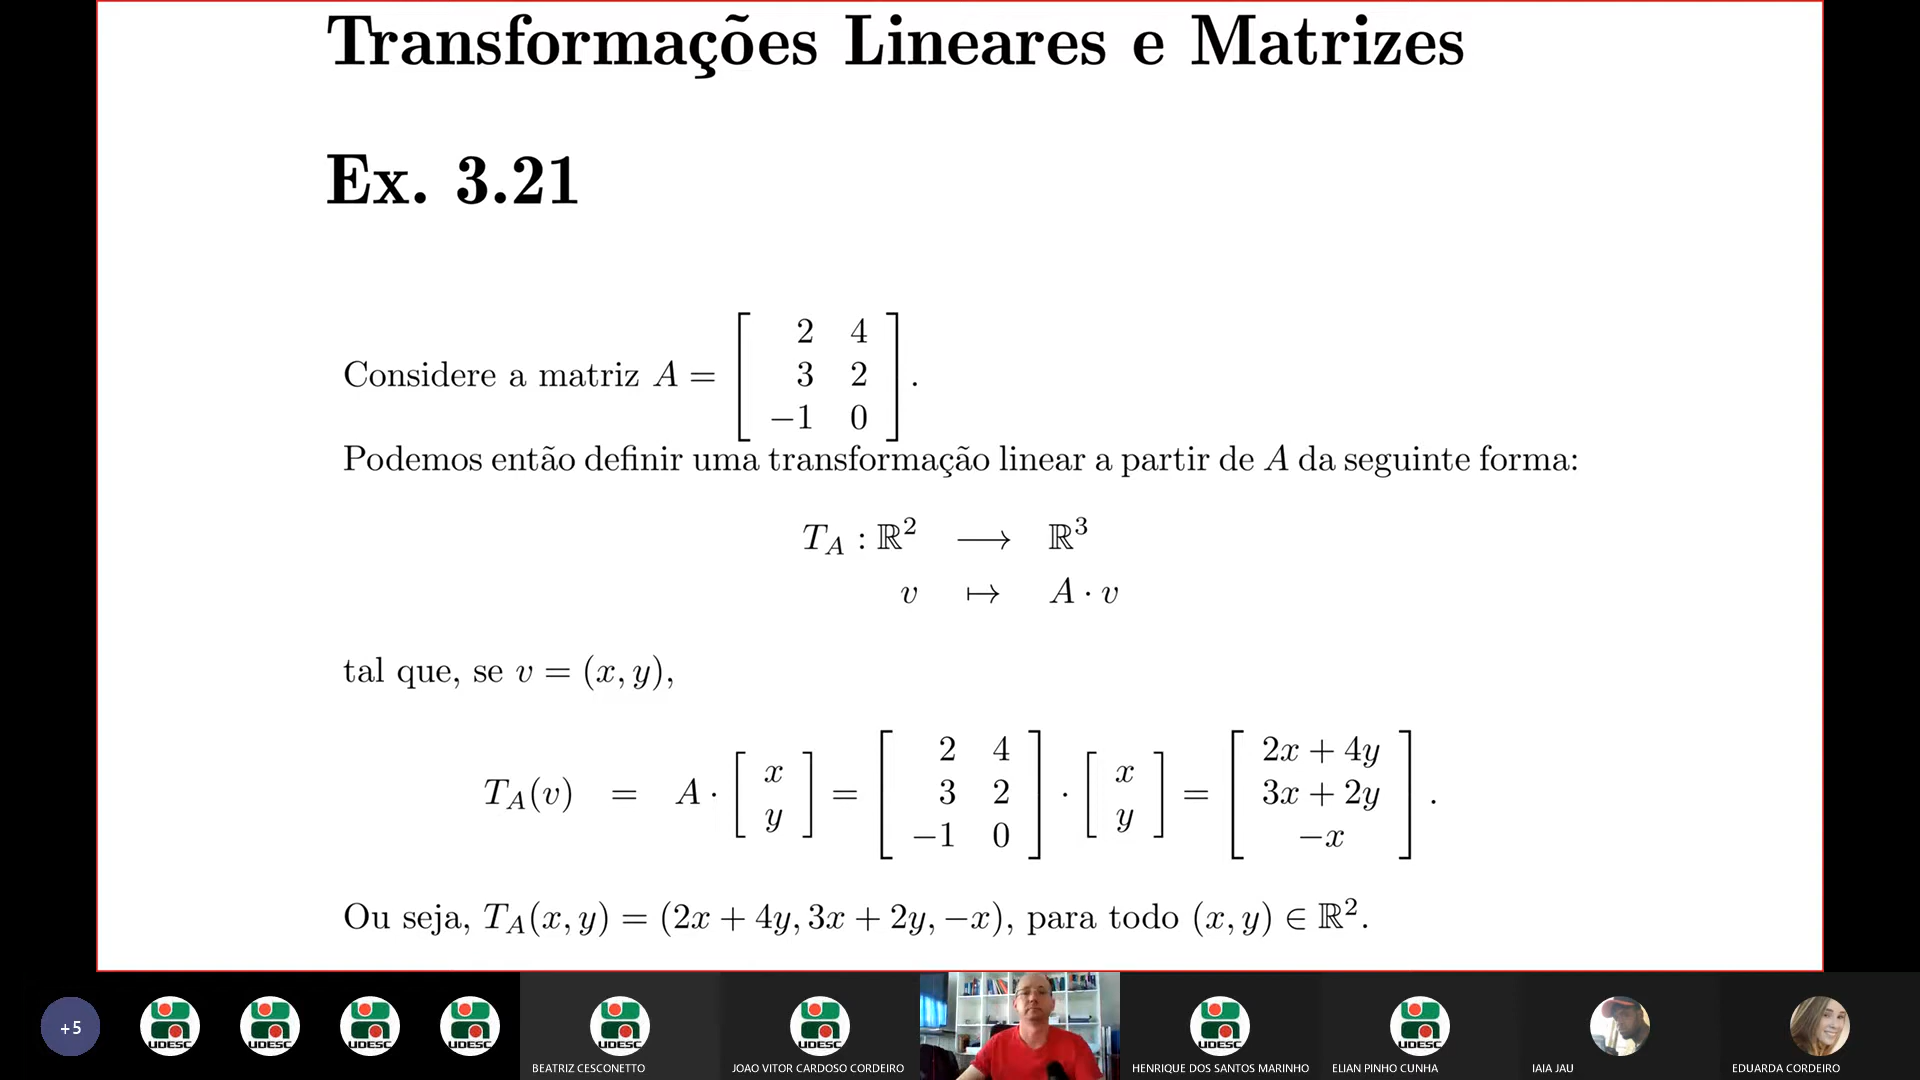 Transformações Lineares e Matrizes
Ex. 3.21
Considere a matriz A = [ 2 4
3 2
−1 0 ].
Podemos então definir uma transformação linear a partir de A da seguinte forma:
T_A : ℝ² ⟶ ℝ³
v ↦ A · v
tal que, se v = (x, y),
T_A(v) = A · [ x
y ] = [ 2 4
3 2
−1 0 ] · [ x
y ] = [ 2x + 4y
3x + 2y
−x ].
Ou seja, T_A(x, y) = (2x + 4y, 3x + 2y, −x), para todo (x, y) ∈ ℝ².
+5
UDESC
UDESC
UDESC
UDESC
UDESC
BEATRIZ CESCONETTO
UDESC
JOAO VITOR CARDOSO CORDEIRO
UDESC
HENRIQUE DOS SANTOS MARINHO
UDESC
ELIAN PINHO CUNHA
IAIA JAU
EDUARDA CORDEIRO